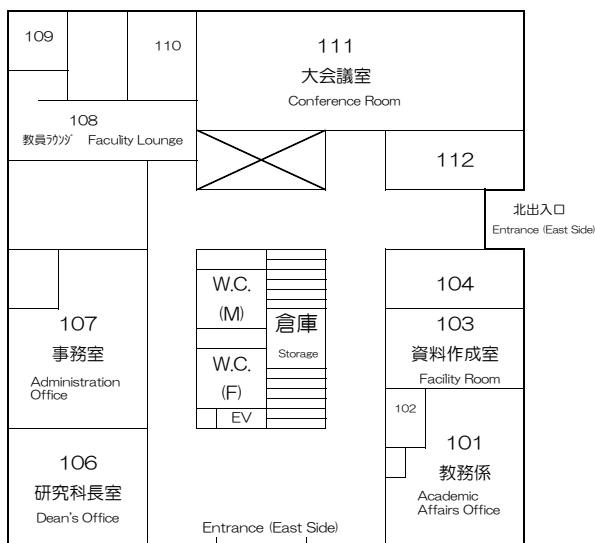 109
110
111
大会議室
Conference Room
108
教員ﾗｳﾝｼﾞ Faculity Lounge
112
北出入口
Entrance (East Side)
W.C.
(M)
倉庫
Storage
W.C.
(F)
EV
104
103
資料作成室
Facility Room
107
事務室
Administration
Office
102
101
教務係
Academic
Affairs Office
106
研究科長室
Dean's Office
Entrance (East Side)